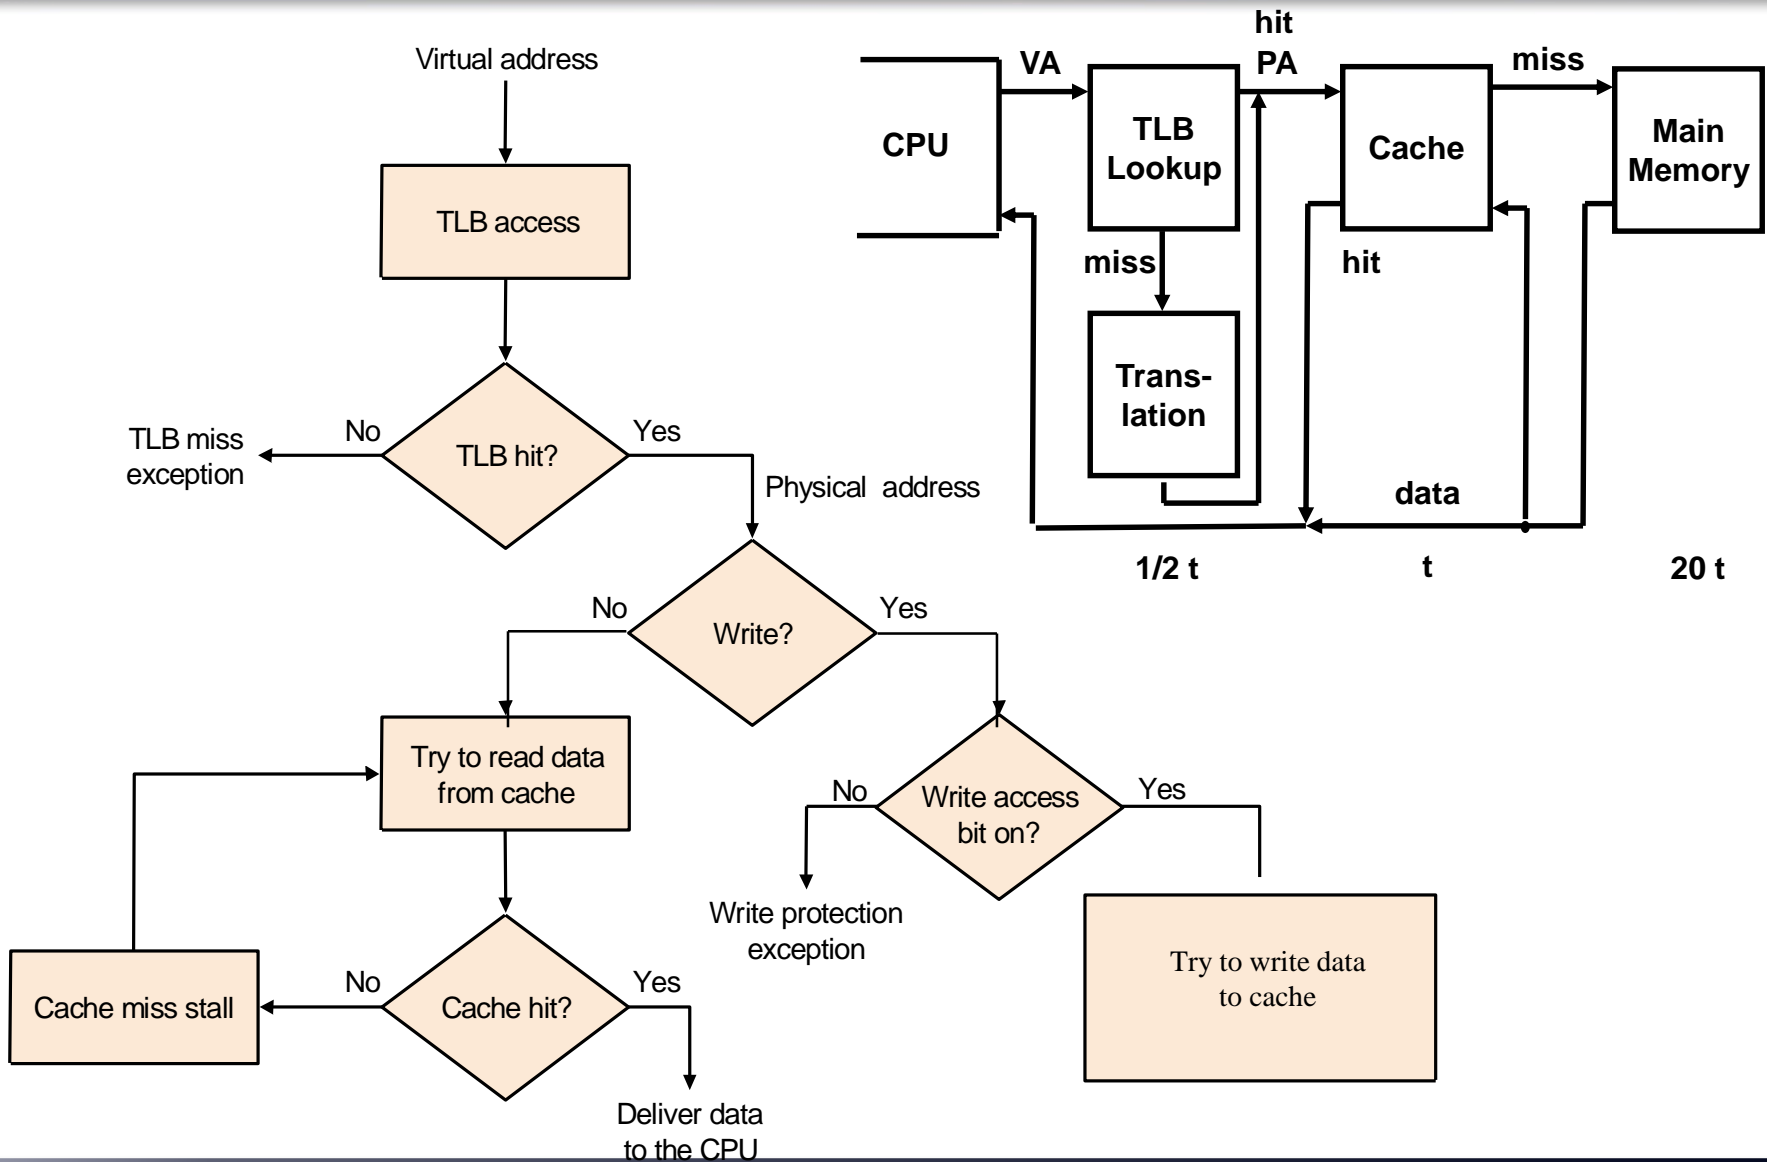 Virtual address
TLB access
TLB hit?
No
Yes
TLB miss
exception
Physical address
Write?
No
Yes
Try to read data
from cache
Write access
bit on?
No
Yes
Write protection
exception
Try to write data
to cache
Cache hit?
No
Yes
Cache miss stall
Deliver data
to the CPU
CPU
VA
TLB
Lookup
hit
PA
miss
Trans-
lation
Cache
hit
miss
Main
Memory
data
1/2 t
t
20 t